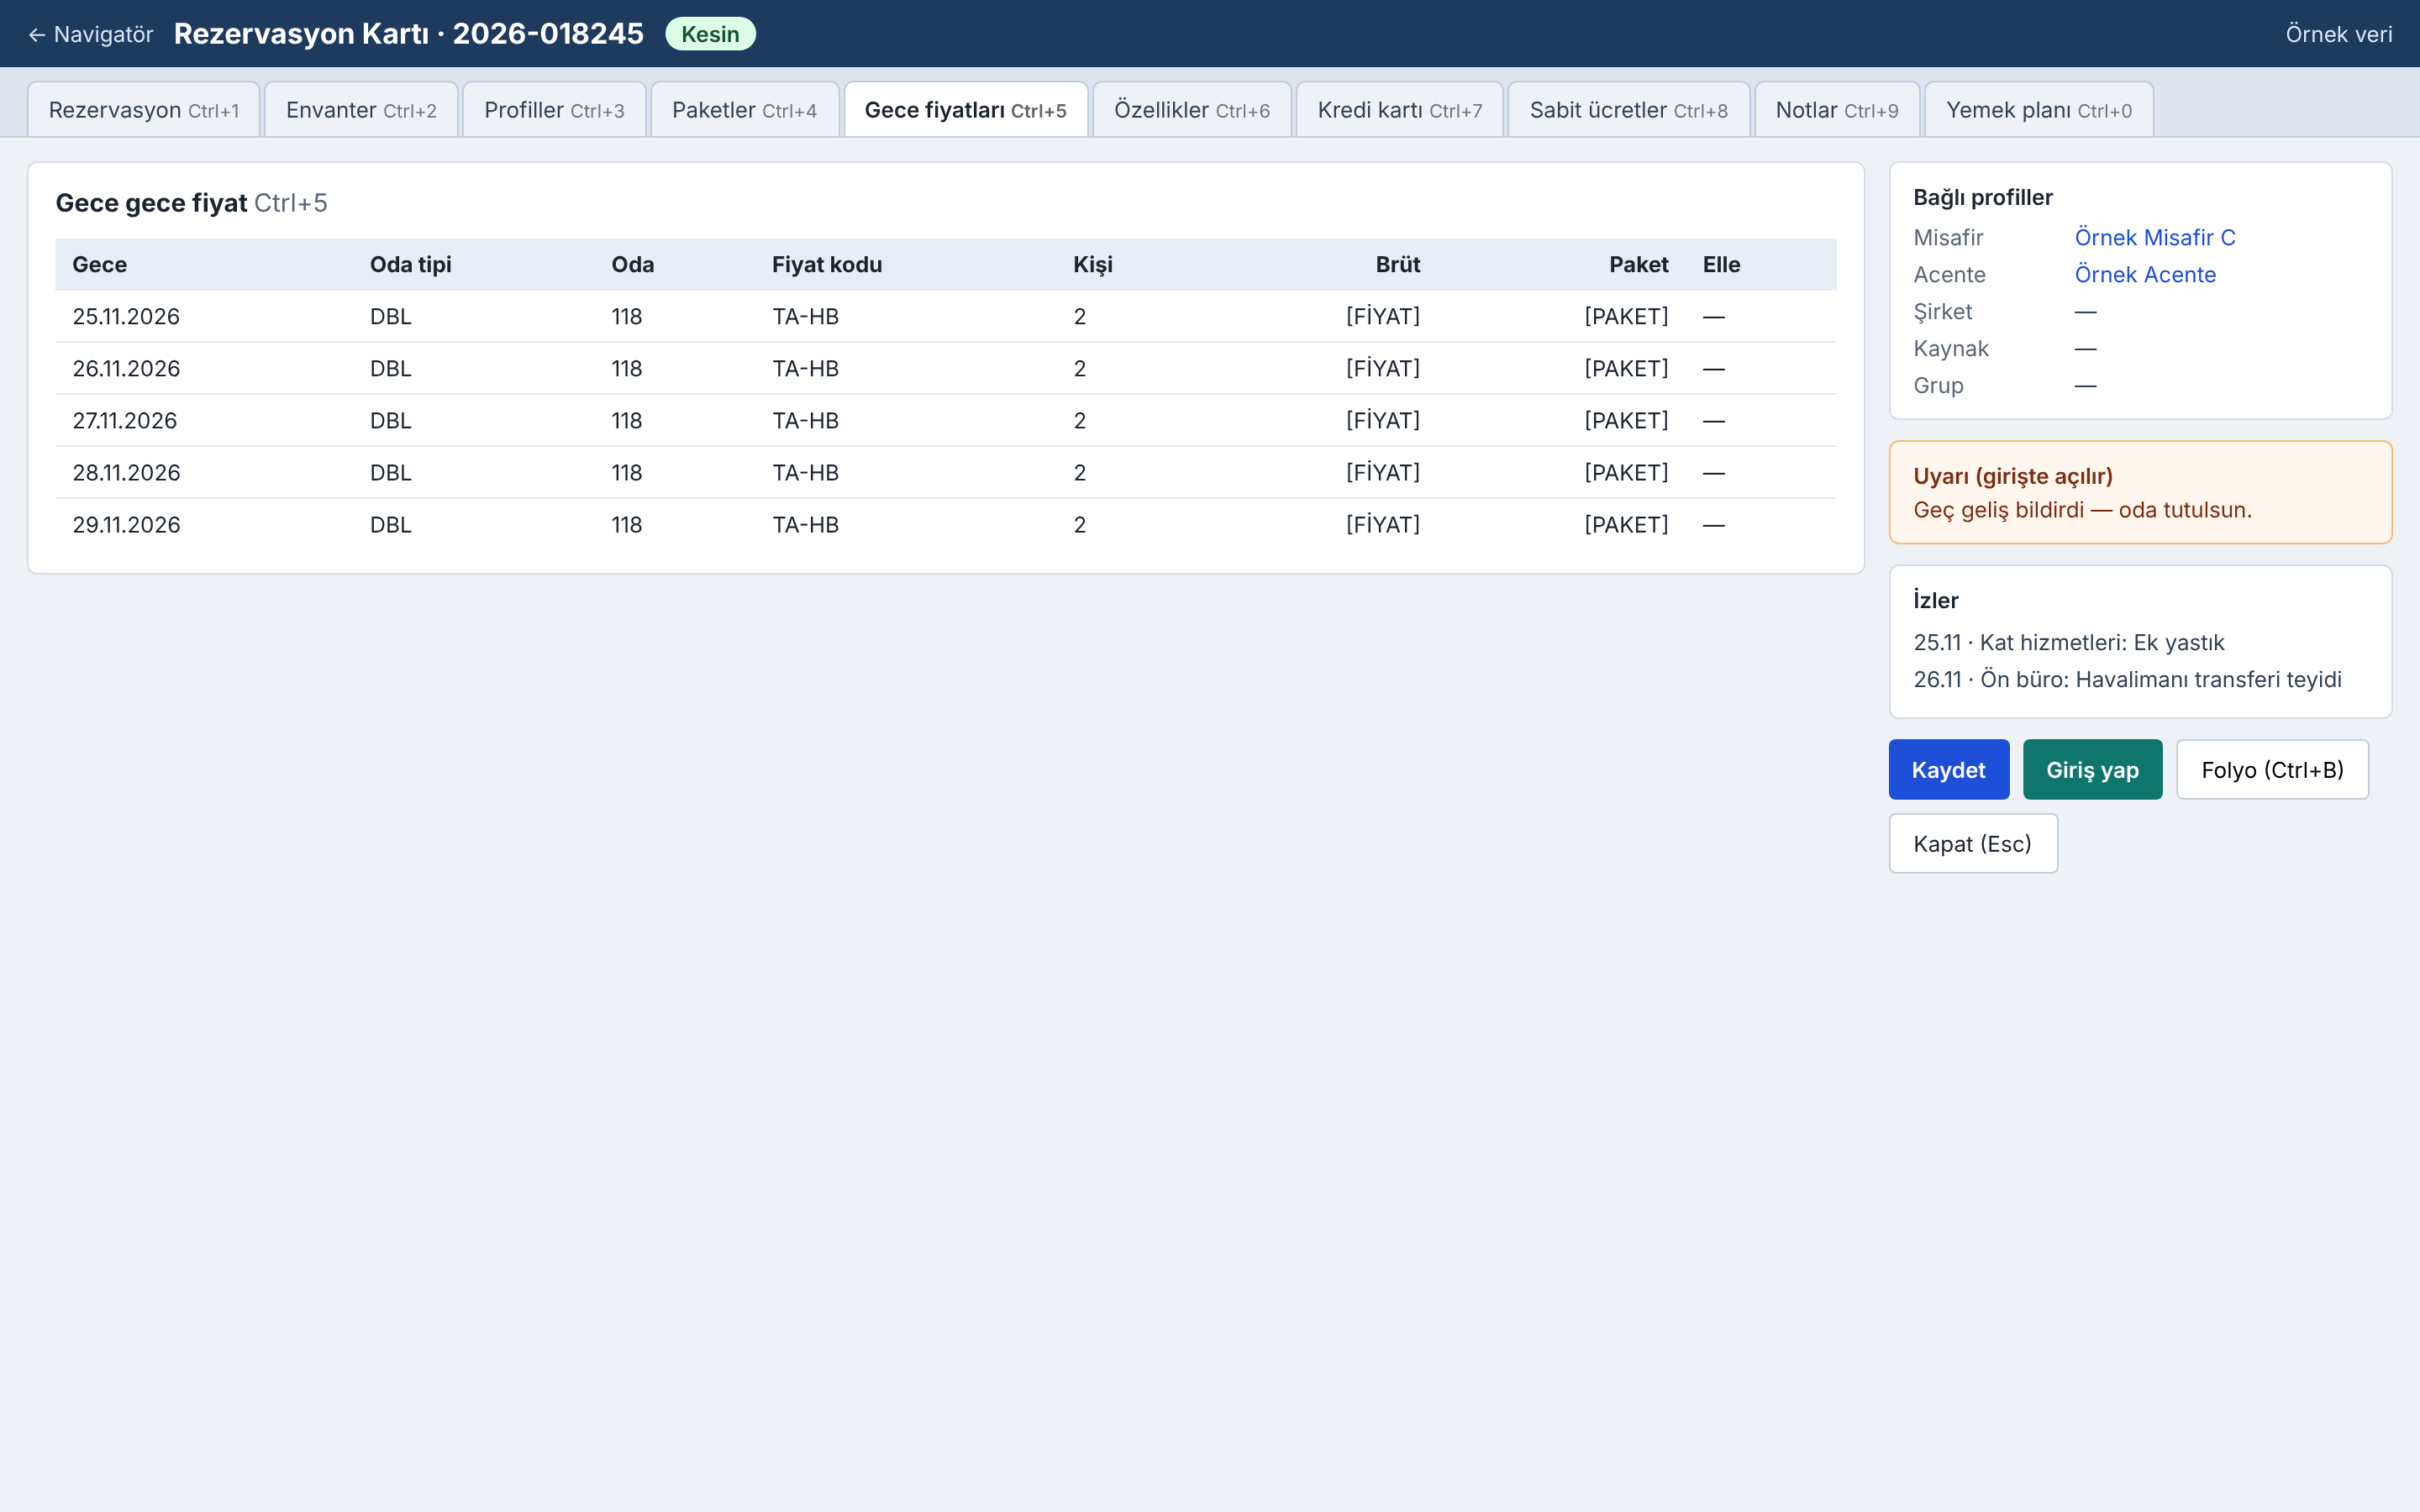 ← Navigatör Rezervasyon Kartı · 2026-018245 Kesin Örnek veri
Rezervasyon Ctrl+1 Envanter Ctrl+2 Profiller Ctrl+3 Paketler Ctrl+4 Gece fiyatları Ctrl+5 Özellikler Ctrl+6 Kredi kartı Ctrl+7 Sabit ücretler Ctrl+8 Notlar Ctrl+9 Yemek planı Ctrl+0
Gece gece fiyat Ctrl+5
Gece Oda tipi Oda Fiyat kodu Kişi Brüt Paket Elle
25.11.2026 DBL 118 TA-HB 2 [FİYAT] [PAKET] —
26.11.2026 DBL 118 TA-HB 2 [FİYAT] [PAKET] —
27.11.2026 DBL 118 TA-HB 2 [FİYAT] [PAKET] —
28.11.2026 DBL 118 TA-HB 2 [FİYAT] [PAKET] —
29.11.2026 DBL 118 TA-HB 2 [FİYAT] [PAKET] —
Bağlı profiller
Misafir Örnek Misafir C
Acente Örnek Acente
Şirket —
Kaynak —
Grup —
Uyarı (girişte açılır)
Geç geliş bildirdi — oda tutulsun.
İzler
25.11 · Kat hizmetleri: Ek yastık
26.11 · Ön büro: Havalimanı transferi teyidi
Kaydet Giriş yap Folyo (Ctrl+B)
Kapat (Esc)